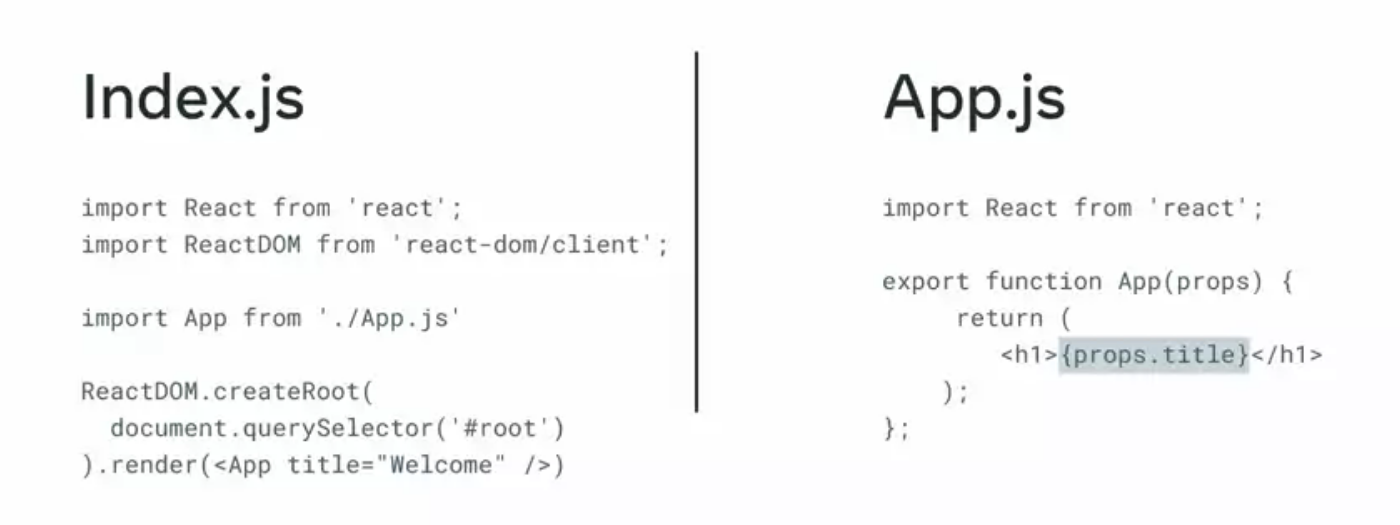 Index.js
import React from 'react';
import ReactDOM from 'react-dom/client';
import App from './App.js'
ReactDOM.createRoot(
  document.querySelector('#root')
).render(<App title="Welcome" />)
App.js
import React from 'react';
export function App(props) {
     return (
        <h1>{props.title}</h1>
    );
};